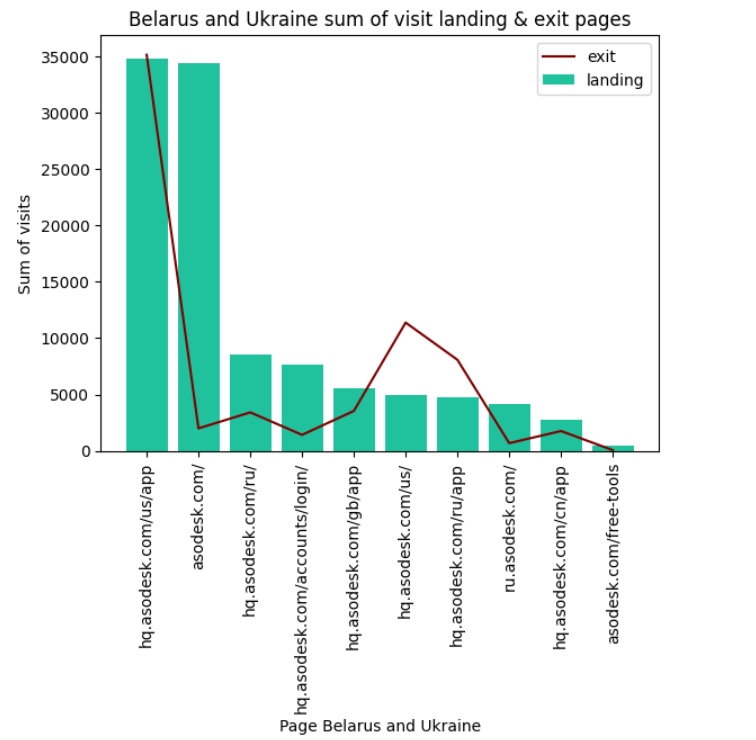 Belarus and Ukraine sum of visit landing & exit pages
exit
landing
Sum of visits
35000
30000
25000
20000
15000
10000
5000
0
hq.asodesk.com/us/app
asodesk.com/
hq.asodesk.com/ru/
hq.asodesk.com/accounts/login/
hq.asodesk.com/gb/app
hq.asodesk.com/us/
hq.asodesk.com/ru/app
ru.asodesk.com/
hq.asodesk.com/cn/app
asodesk.com/free-tools
Page Belarus and Ukraine